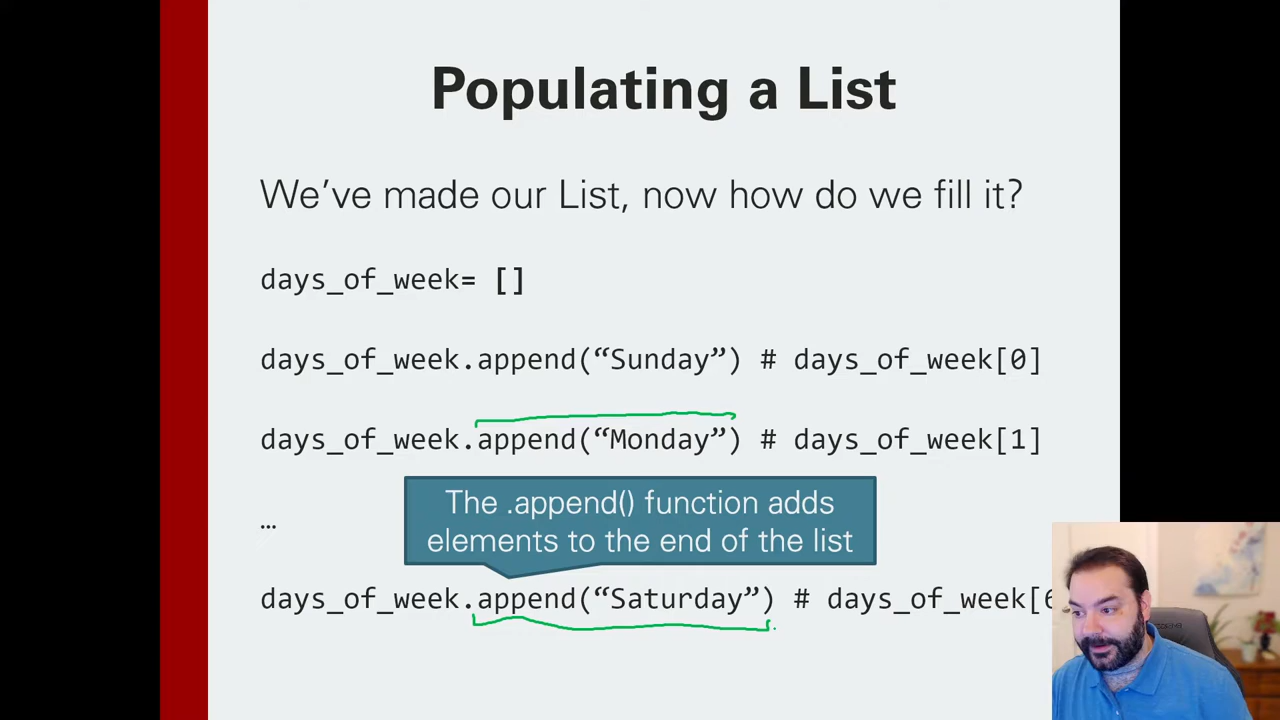 Populating a List
We’ve made our List, now how do we fill it?
days_of_week= []
days_of_week.append(“Sunday”) # days_of_week[0]
days_of_week.append(“Monday”) # days_of_week[1]
The .append() function adds
elements to the end of the list
…
days_of_week.append(“Saturday”) # days_of_week[